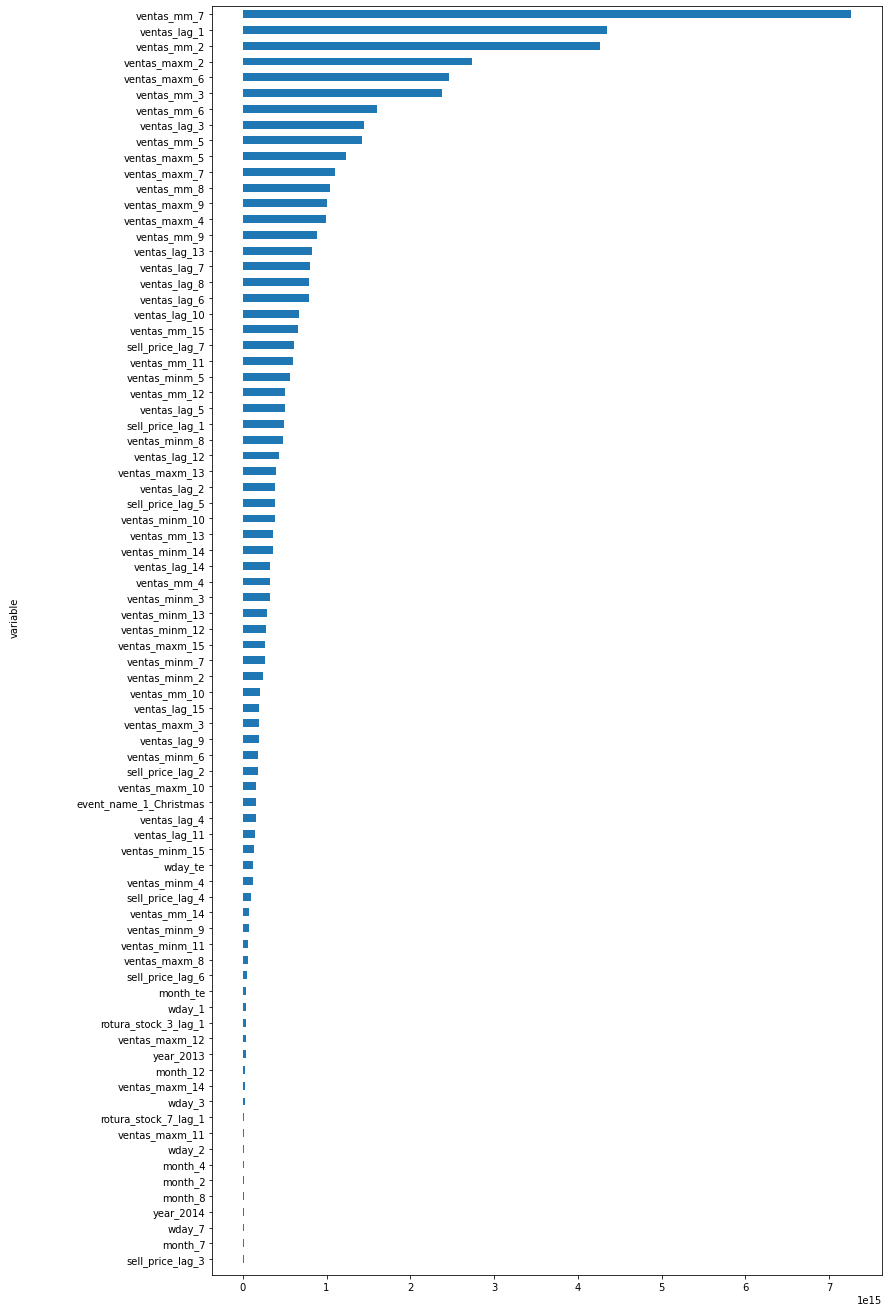 ventas_mm_7
ventas_lag_1
ventas_mm_2
ventas_maxm_2
ventas_maxm_6
ventas_mm_3
ventas_mm_6
ventas_lag_3
ventas_mm_5
ventas_maxm_5
ventas_maxm_7
ventas_mm_8
ventas_maxm_9
ventas_maxm_4
ventas_mm_9
ventas_lag_13
ventas_lag_7
ventas_lag_8
ventas_lag_6
ventas_lag_10
ventas_mm_15
sell_price_lag_7
ventas_mm_11
ventas_minm_5
ventas_mm_12
ventas_lag_5
sell_price_lag_1
ventas_minm_8
ventas_lag_12
ventas_maxm_13
ventas_lag_2
sell_price_lag_5
ventas_minm_10
ventas_mm_13
ventas_minm_14
ventas_lag_14
ventas_mm_4
ventas_minm_3
ventas_minm_13
ventas_minm_12
variable
ventas_maxm_15
ventas_minm_7
ventas_minm_2
ventas_mm_10
ventas_lag_15
ventas_maxm_3
ventas_lag_9
ventas_minm_6
sell_price_lag_2
ventas_maxm_10
event_name_1_Christmas
ventas_lag_4
ventas_lag_11
ventas_minm_15
wday_te
ventas_minm_4
sell_price_lag_4
ventas_mm_14
ventas_minm_9
ventas_minm_11
ventas_maxm_8
sell_price_lag_6
month_te
wday_1
rotura_stock_3_lag_1
ventas_maxm_12
year_2013
month_12
ventas_maxm_14
wday_3
rotura_stock_7_lag_1
ventas_maxm_11
wday_2
month_4
month_2
month_8
year_2014
wday_7
month_7
sell_price_lag_3
0 1 2 3 4 5 6 7
1e15